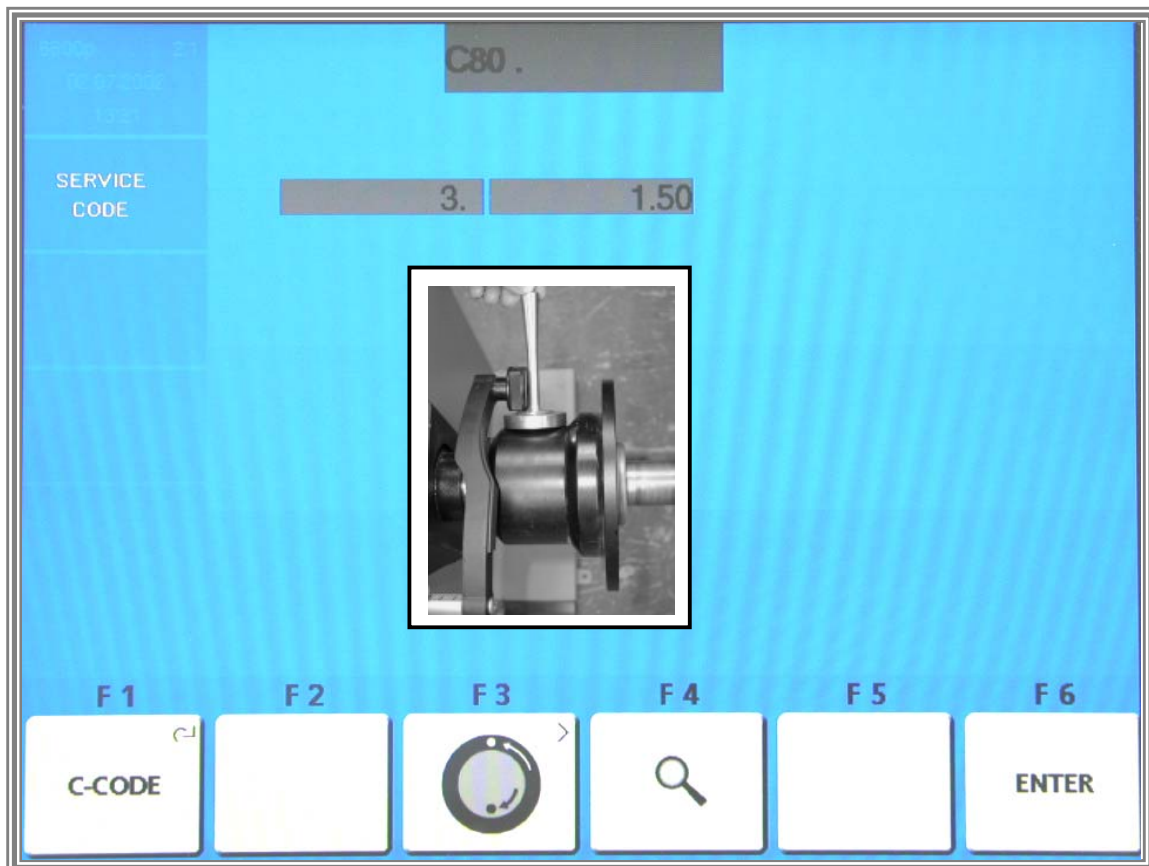 C80 .
SERVICE
CODE
3. 1.50
F 1 F 2 F 3 F 4 F 5 F 6
C-CODE ENTER